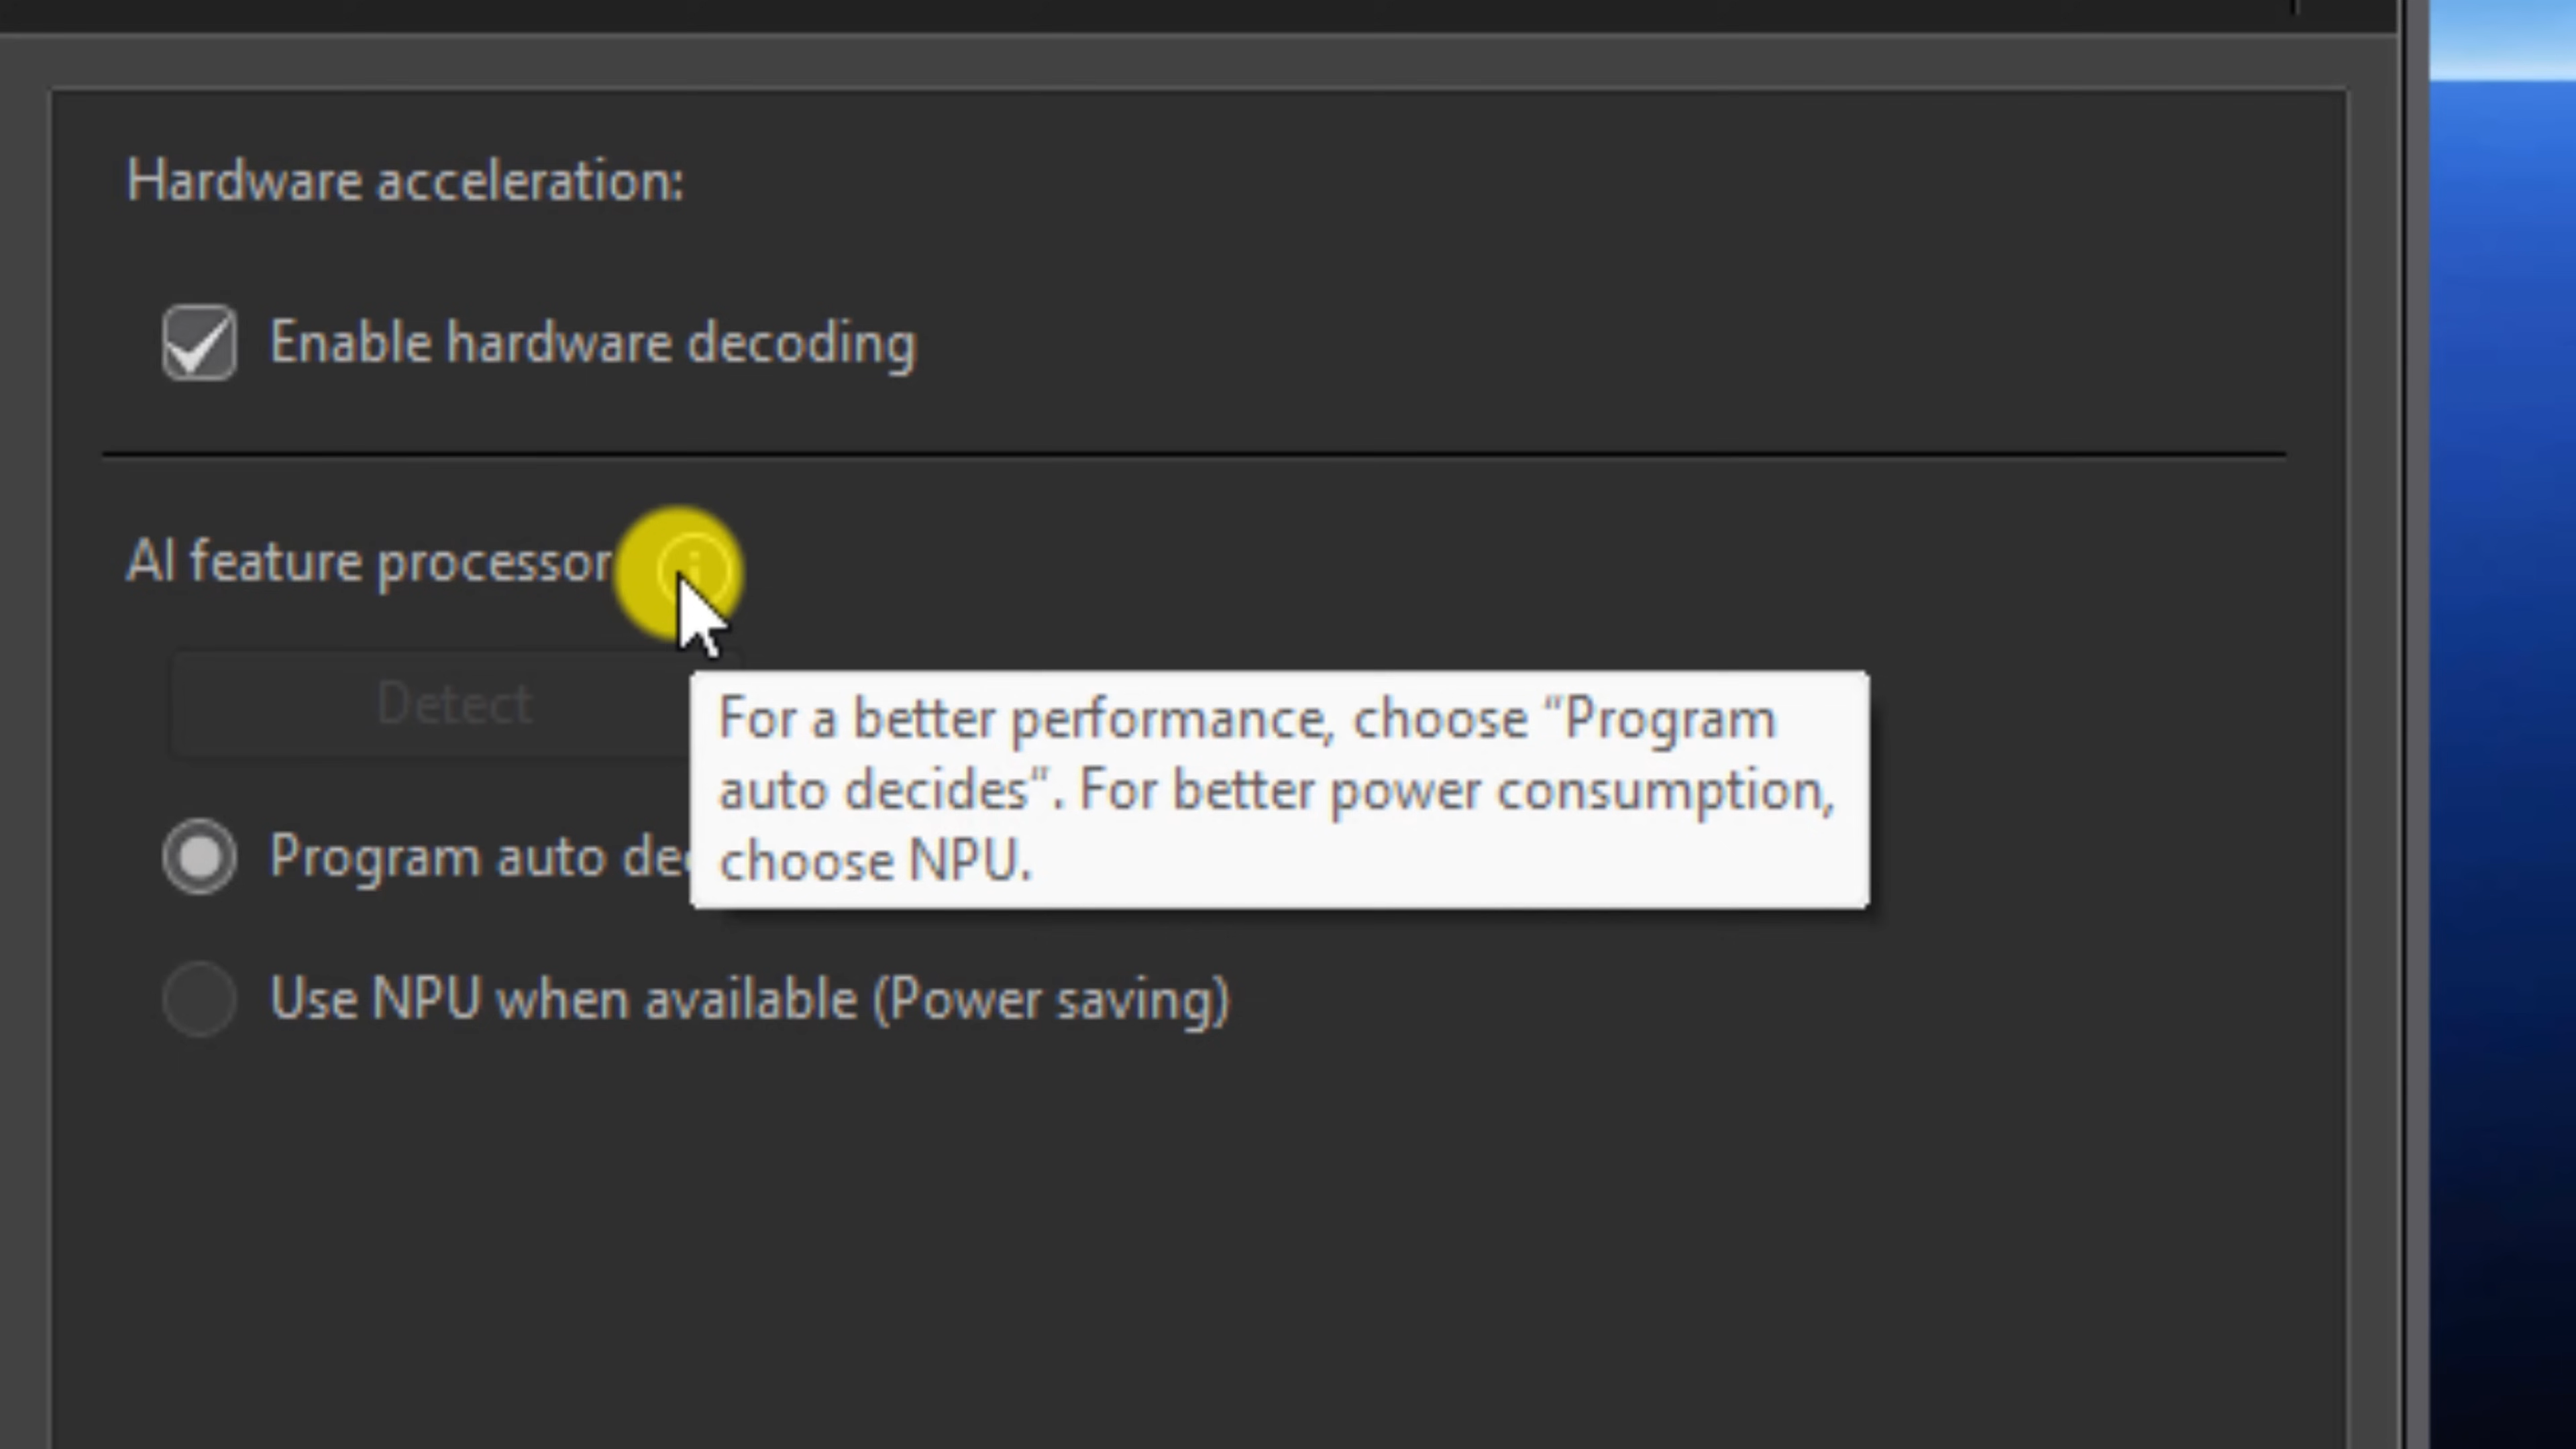 Hardware acceleration:
Enable hardware decoding
AI feature processor
Detect
For a better performance, choose “Program
auto decides”. For better power consumption,
choose NPU.
Program auto dec
Use NPU when available (Power saving)